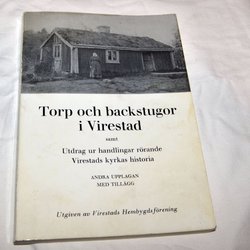 Torp och backstugor
i Virestad
samt
Utdrag ur handlingar rörande
Virestads kyrkas historia
ANDRA UPPLAGAN
MED TILLÄGG
Utgiven av Virestads Hembygdsförening